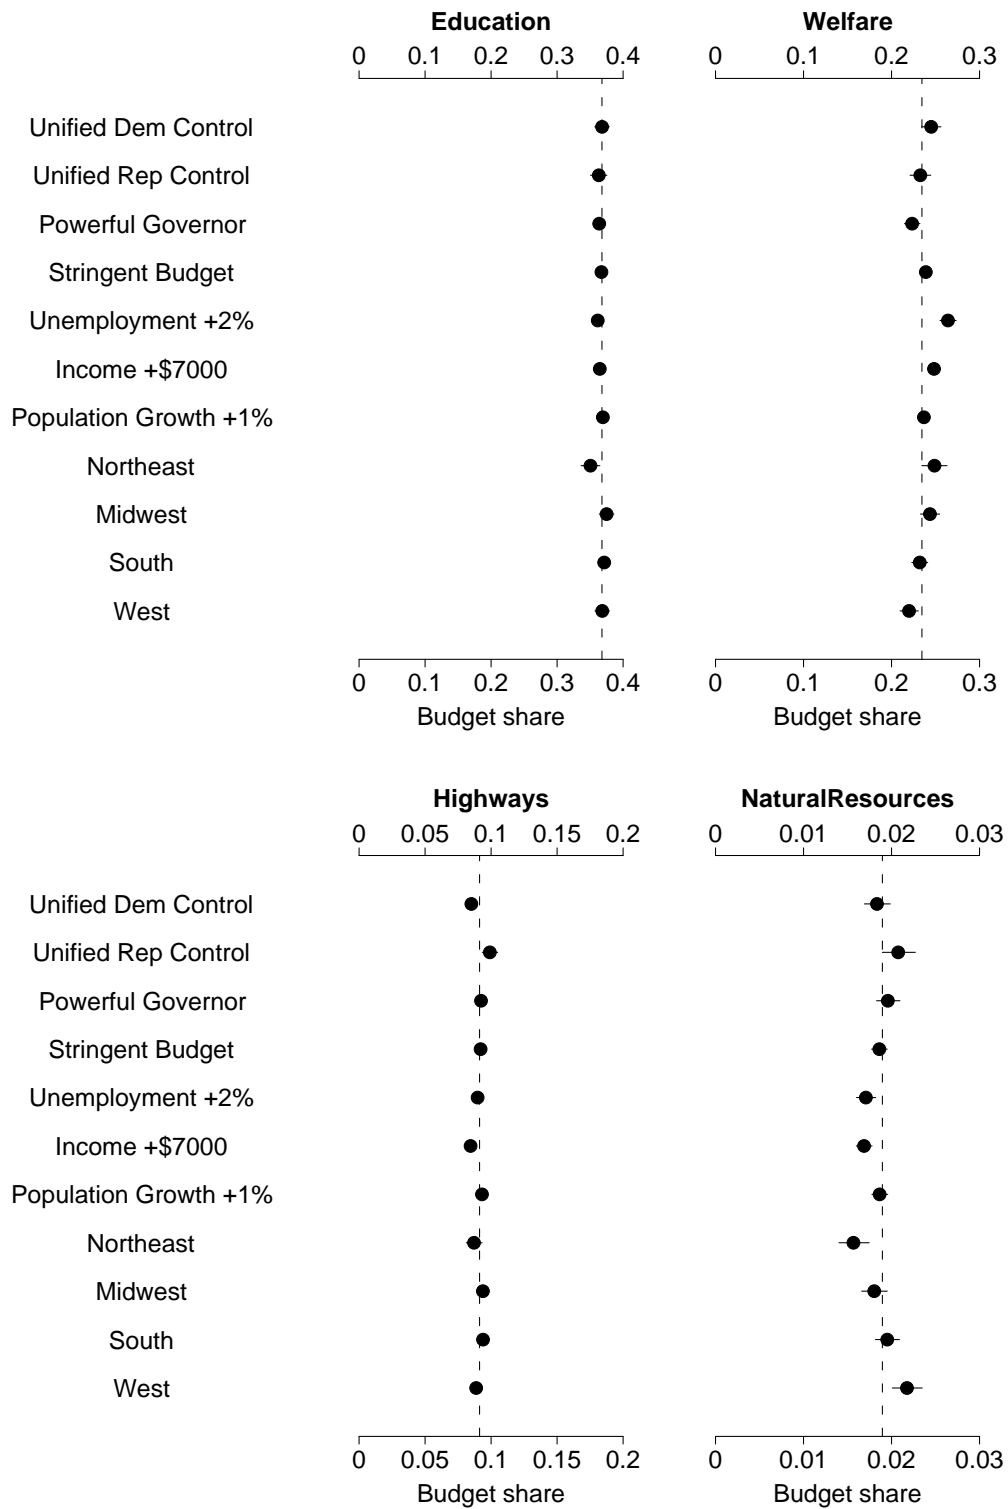 Education Welfare
0 0.1 0.2 0.3 0.4 0 0.1 0.2 0.3
Unified Dem Control
Unified Rep Control
Powerful Governor
Stringent Budget
Unemployment +2%
Income +$7000
Population Growth +1%
Northeast
Midwest
South
West
0 0.1 0.2 0.3 0.4 0 0.1 0.2 0.3
Budget share Budget share
Highways NaturalResources
0 0.05 0.1 0.15 0.2 0 0.01 0.02 0.03
Unified Dem Control
Unified Rep Control
Powerful Governor
Stringent Budget
Unemployment +2%
Income +$7000
Population Growth +1%
Northeast
Midwest
South
West
0 0.05 0.1 0.15 0.2 0 0.01 0.02 0.03
Budget share Budget share